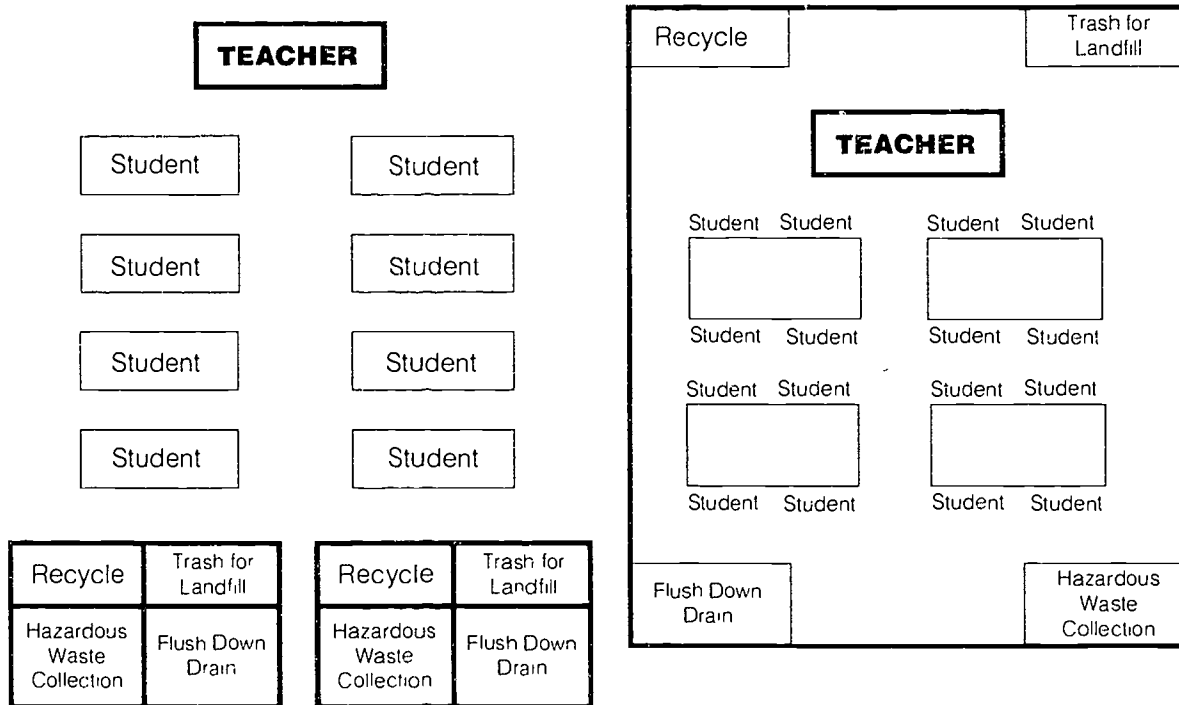 TEACHER
Student
Student
Student
Student
Student
Student
Student
Student
Recycle
Trash for
Landfill
Hazardous
Waste
Collection
Flush Down
Drain
Recycle
Trash for
Landfill
Hazardous
Waste
Collection
Flush Down
Drain
Recycle
Trash for
Landfill
TEACHER
Student Student
Student Student
Student Student
Student Student
Student Student
Student Student
Student Student
Student Student
Flush Down
Drain
Hazardous
Waste
Collection